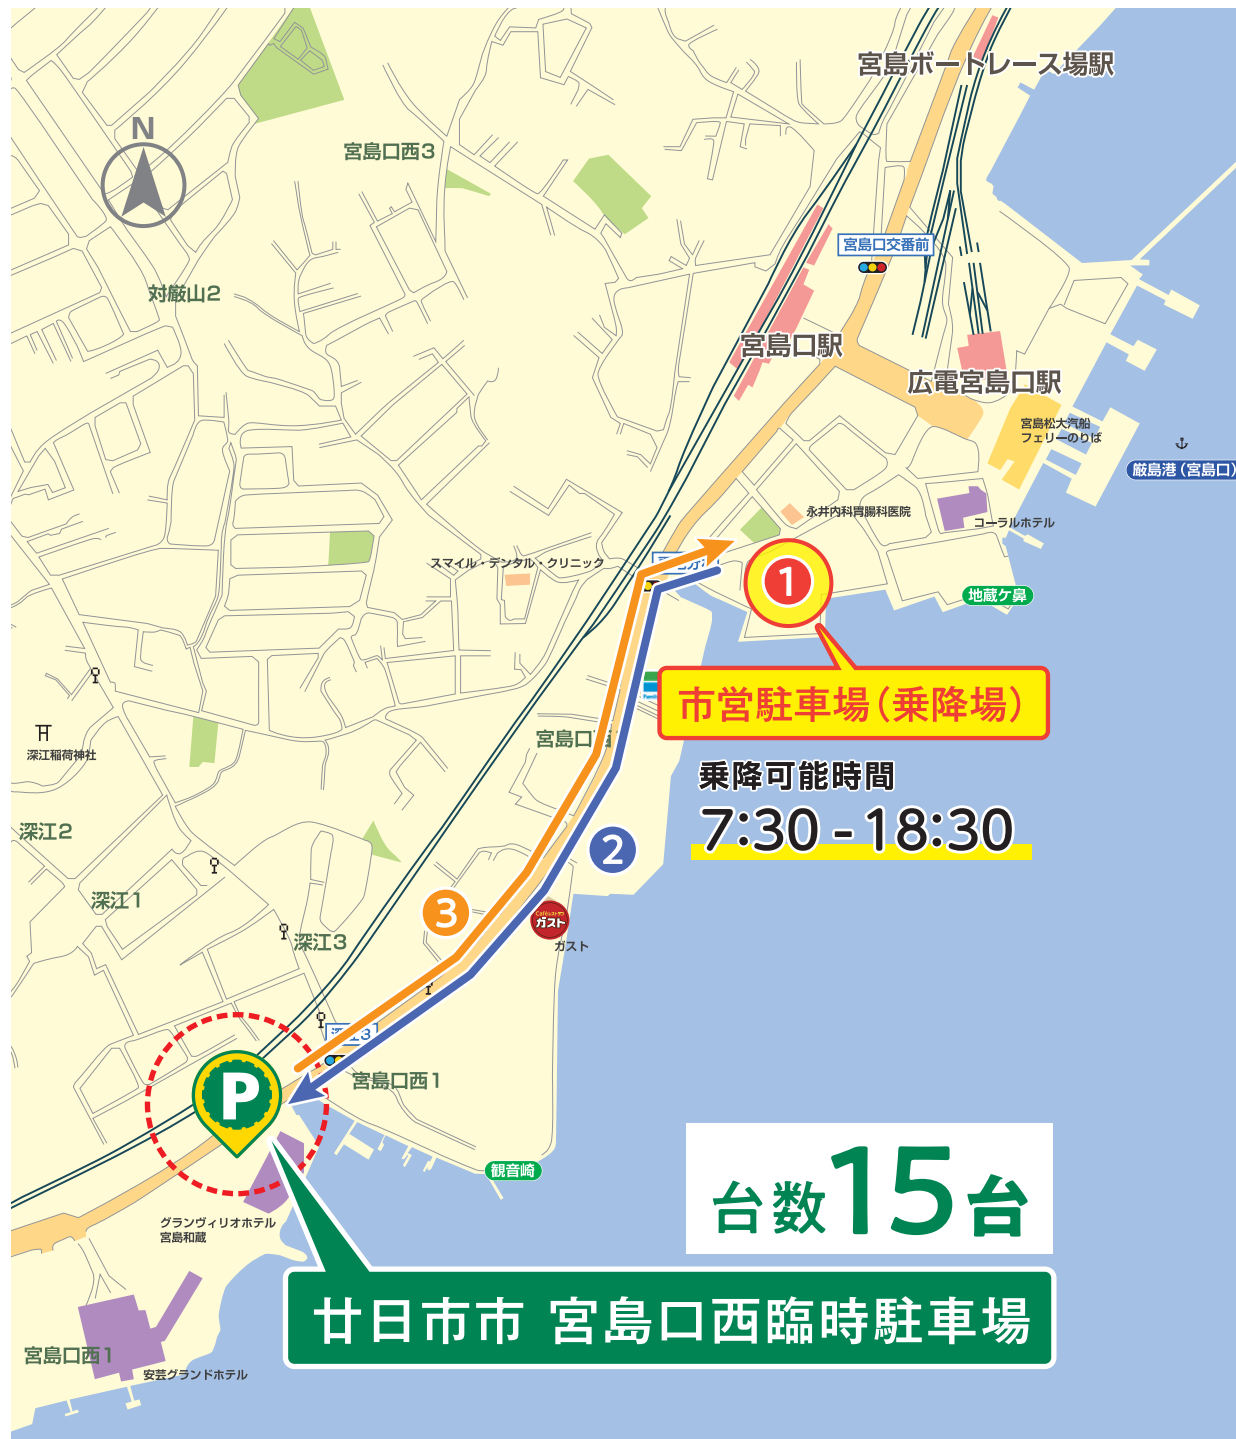 宮島ボートレース場駅
N
宮島口西3
宮島口交番前
対厳山2
宮島口駅
広電宮島口駅
宮島松大汽船
フェリーのりば
厳島港（宮島口）
永井内科胃腸科医院
コーラルホテル
スマイル・デンタル・クリニック
1
地蔵ケ鼻
市営駐車場（乗降場）
深江稲荷神社
宮島口西
乗降可能時間
7:30 - 18:30
深江2
2
深江1
3
ガスト
ガスト
深江3
深江3
P
宮島口西1
観音崎
台数15台
グランヴィリオホテル
宮島和蔵
廿日市市 宮島口西臨時駐車場
宮島口西1
安芸グランドホテル